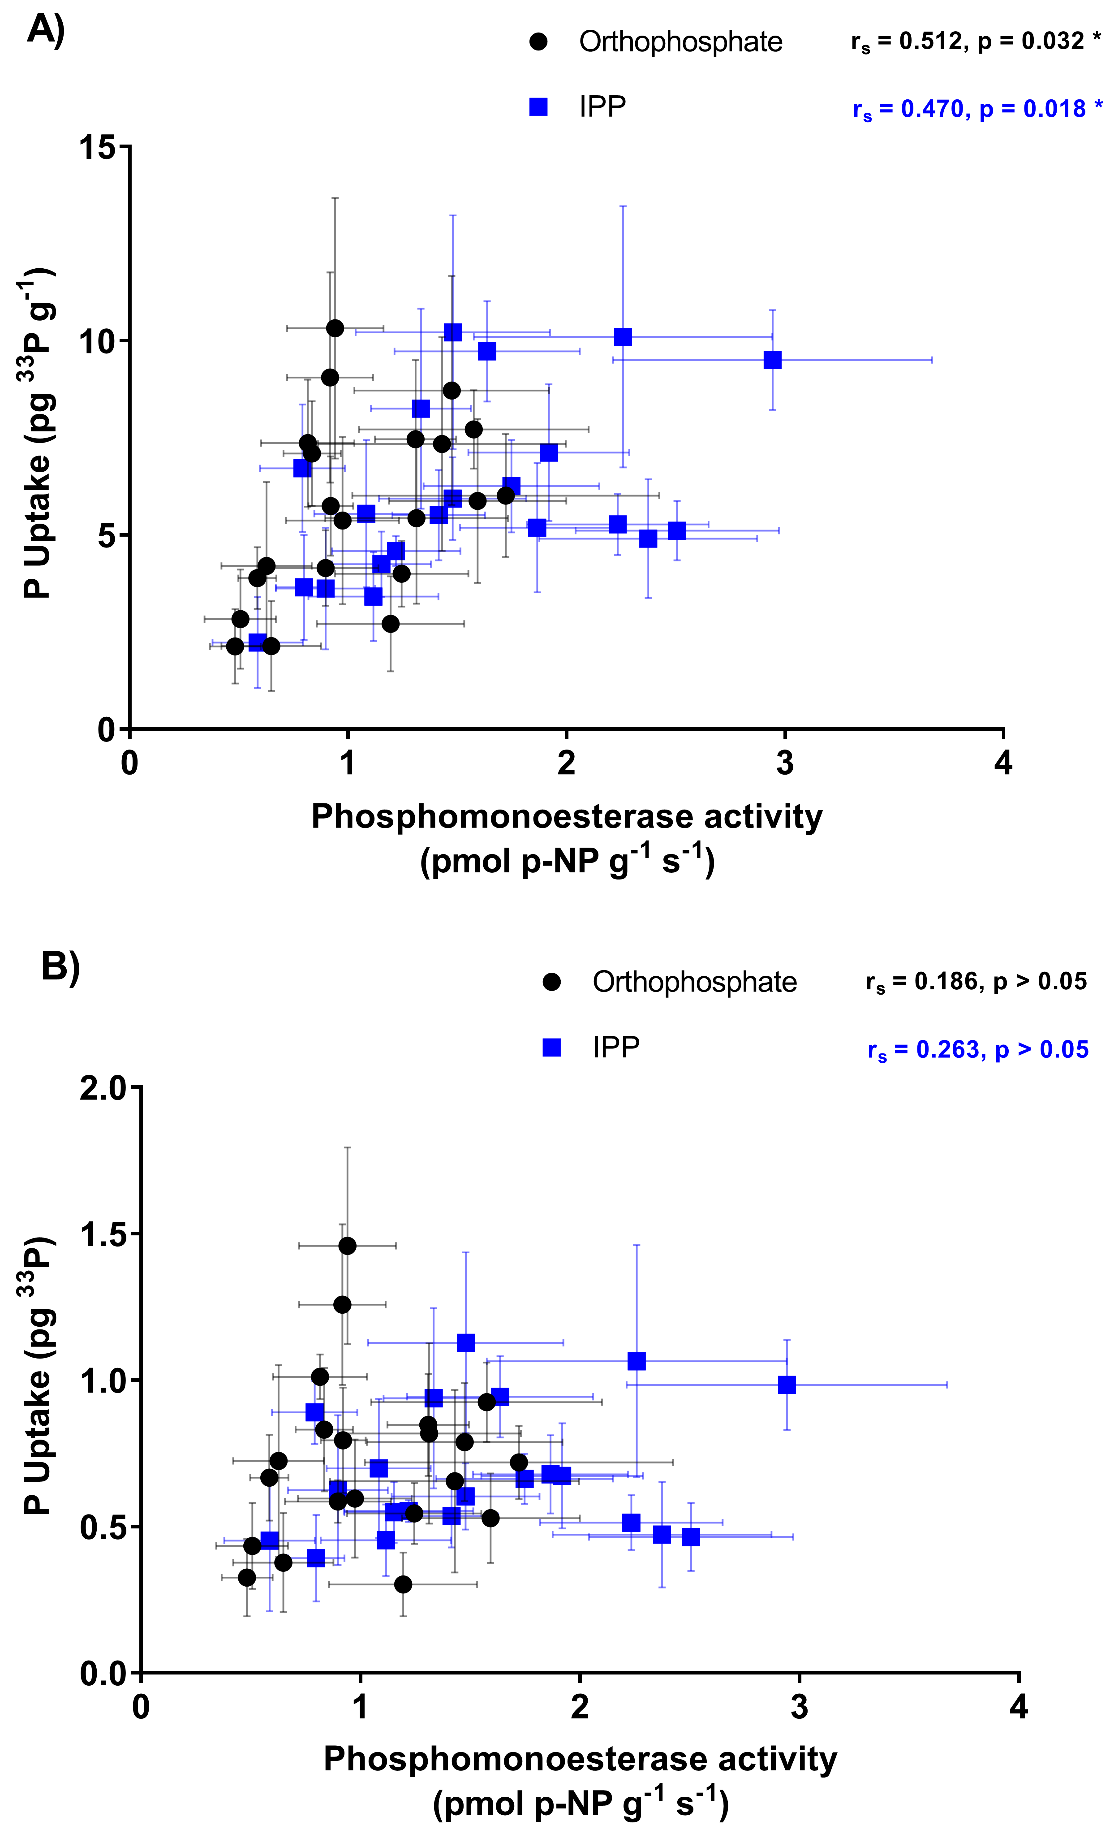 A)
Orthophosphate rₛ = 0.512, p = 0.032 *
IPP rₛ = 0.470, p = 0.018 *
15
10
5
0
P Uptake (pg ³³P g⁻¹)
0 1 2 3 4
Phosphomonoesterase activity
(pmol p-NP g⁻¹ s⁻¹)
B)
Orthophosphate rₛ = 0.186, p > 0.05
IPP rₛ = 0.263, p > 0.05
2.0
1.5
1.0
0.5
0.0
P Uptake (pg ³³P)
0 1 2 3 4
Phosphomonoesterase activity
(pmol p-NP g⁻¹ s⁻¹)